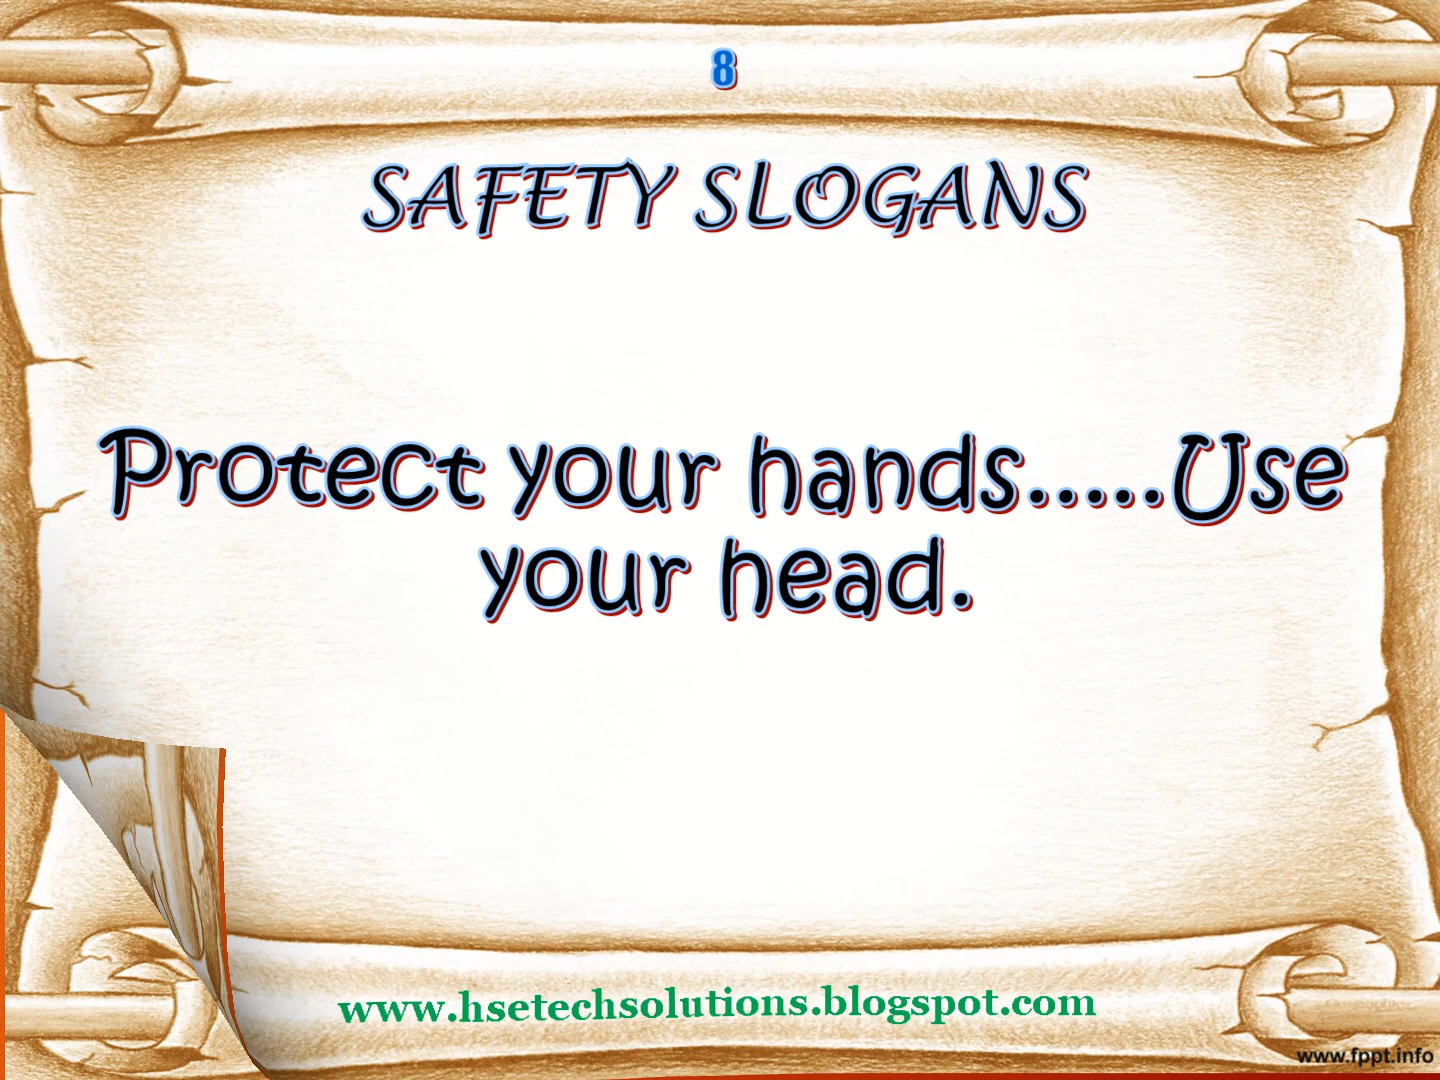 8
SAFETY SLOGANS
Protect your hands.....Use
your head.
www.hsetechsolutions.blogspot.com
www.fppt.info